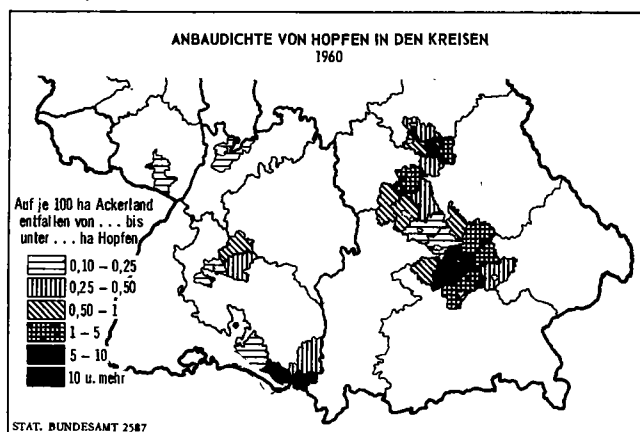 ANBAUDICHTE VON HOPFEN IN DEN KREISEN
1960
Auf je 100 ha Ackerland
entfallen von ... bis
unter ... ha Hopfen
0,10 – 0,25
0,25 – 0,50
0,50 – 1
1 – 5
5 – 10
10 u. mehr
STAT. BUNDESAMT 2587